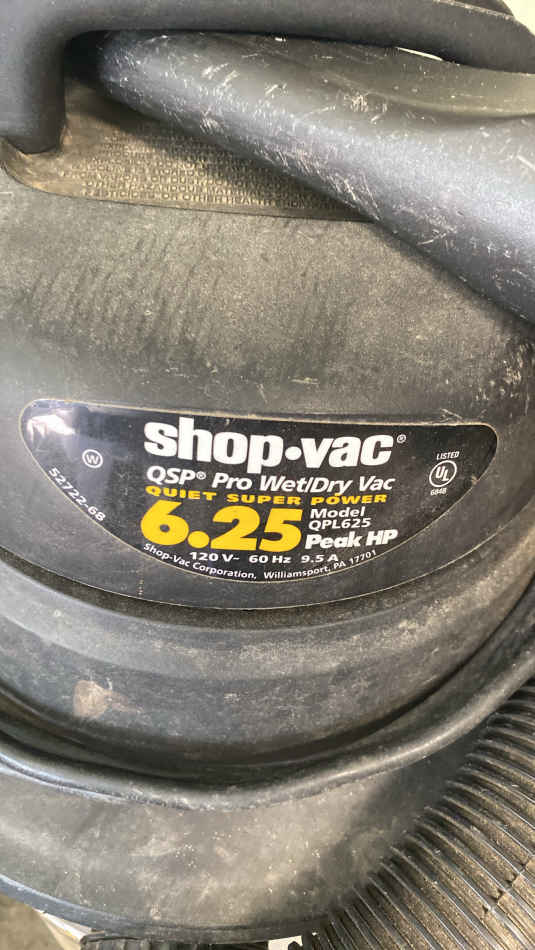 shop•vac®
QSP® Pro Wet/Dry Vac
QUIET SUPER POWER
6.25
Model
QPL625
Peak HP
120 V~ 60 Hz 9.5 A
Shop-Vac Corporation, Williamsport, PA 17701
W
52722-68
LISTED
UL
684B